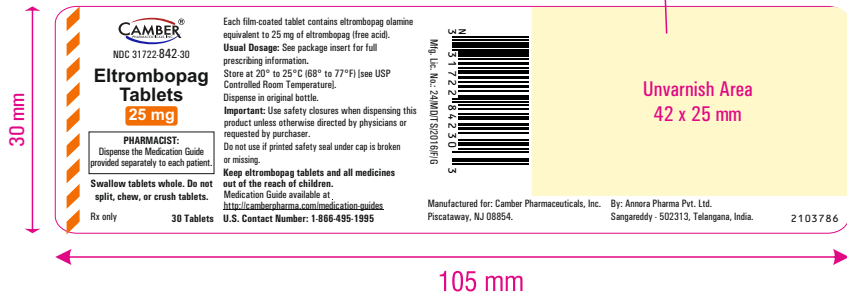 30 mm
CAMBER®
PHARMACEUTICALS, INC.
NDC 31722-842-30
Eltrombopag
Tablets
25 mg
PHARMACIST:
Dispense the Medication Guide
provided separately to each patient.
Swallow tablets whole. Do not
split, chew, or crush tablets.
Rx only 30 Tablets
Each film-coated tablet contains eltrombopag olamine
equivalent to 25 mg of eltrombopag (free acid).
Usual Dosage: See package insert for full
prescribing information.
Store at 20° to 25°C (68° to 77°F) [see USP
Controlled Room Temperature].
Dispense in original bottle.
Important: Use safety closures when dispensing this
product unless otherwise directed by physicians or
requested by purchaser.
Do not use if printed safety seal under cap is broken
or missing.
Keep eltrombopag tablets and all medicines
out of the reach of children.
Medication Guide available at
http://camberpharma.com/medication-guides
U.S. Contact Number: 1-866-495-1995
Mfg. Lic. No.: 24/MD/TS/2016/F/G
N
3 31722 84230 3
Manufactured for: Camber Pharmaceuticals, Inc.
Piscataway, NJ 08854.
By: Annora Pharma Pvt. Ltd.
Sangareddy - 502313, Telangana, India.
Unvarnish Area
42 x 25 mm
2103786
105 mm